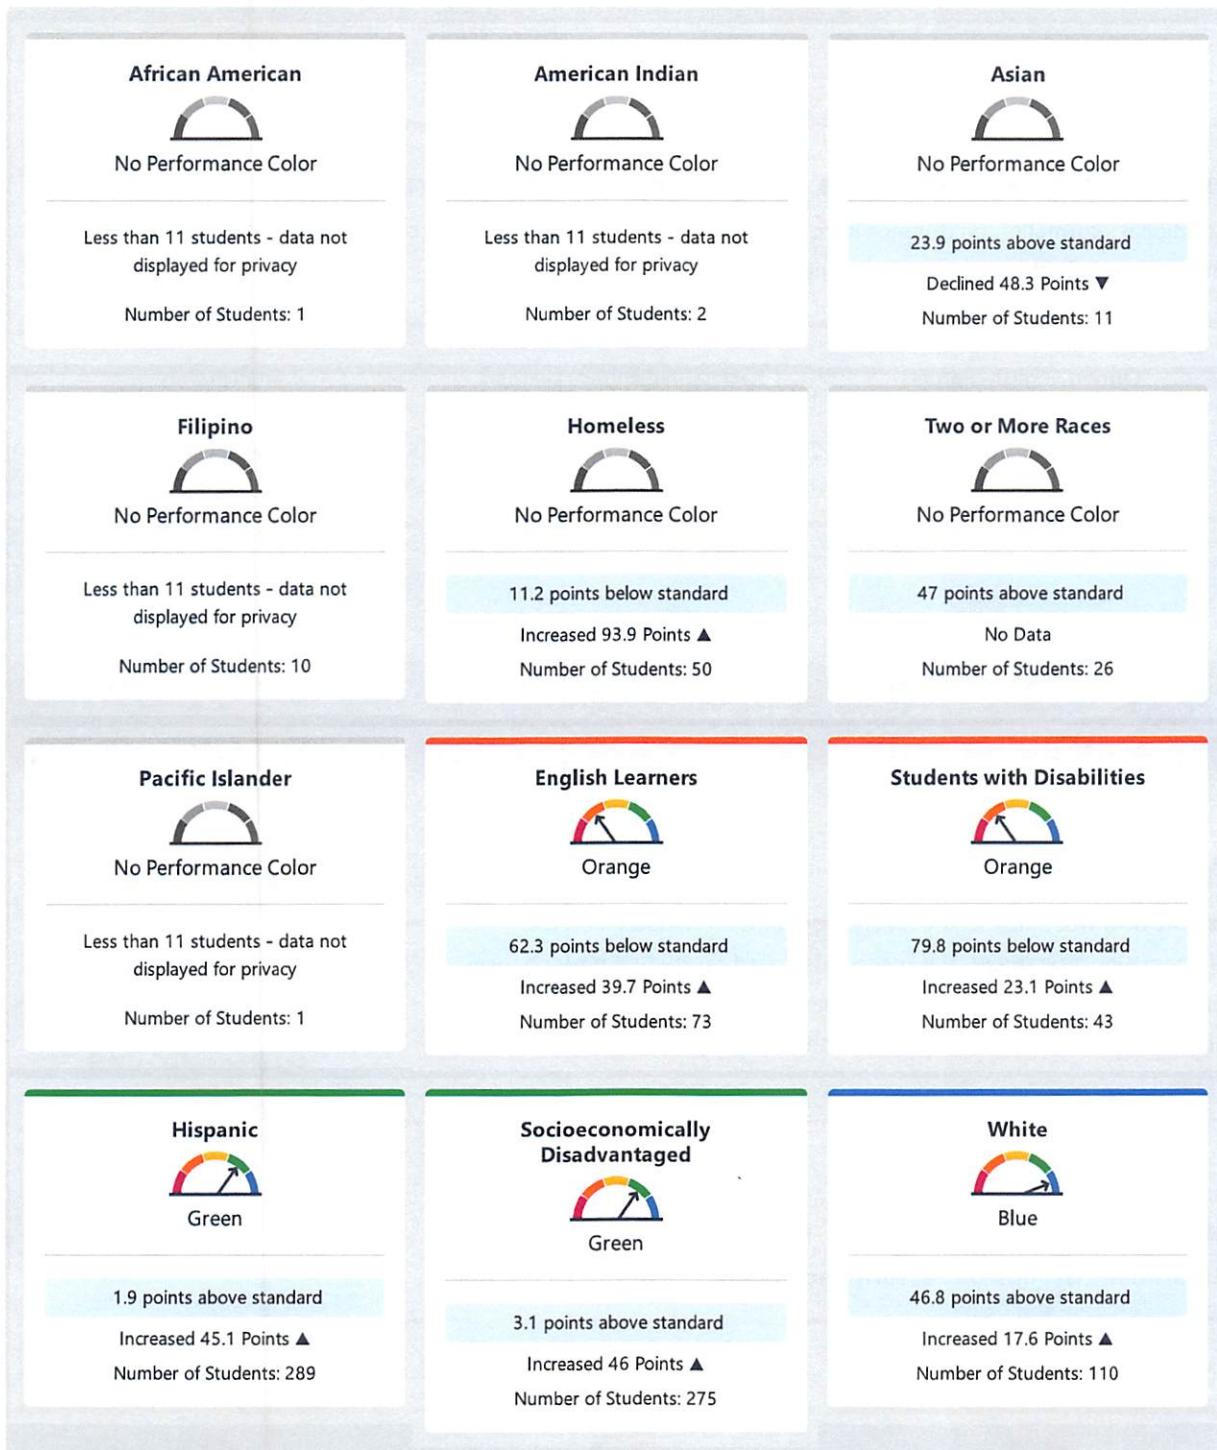 African American
No Performance Color
Less than 11 students - data not
displayed for privacy
Number of Students: 1
American Indian
No Performance Color
Less than 11 students - data not
displayed for privacy
Number of Students: 2
Asian
No Performance Color
23.9 points above standard
Declined 48.3 Points ▼
Number of Students: 11
Filipino
No Performance Color
Less than 11 students - data not
displayed for privacy
Number of Students: 10
Homeless
No Performance Color
11.2 points below standard
Increased 93.9 Points ▲
Number of Students: 50
Two or More Races
No Performance Color
47 points above standard
No Data
Number of Students: 26
Pacific Islander
No Performance Color
Less than 11 students - data not
displayed for privacy
Number of Students: 1
English Learners
Orange
62.3 points below standard
Increased 39.7 Points ▲
Number of Students: 73
Students with Disabilities
Orange
79.8 points below standard
Increased 23.1 Points ▲
Number of Students: 43
Hispanic
Green
1.9 points above standard
Increased 45.1 Points ▲
Number of Students: 289
Socioeconomically
Disadvantaged
Green
3.1 points above standard
Increased 46 Points ▲
Number of Students: 275
White
Blue
46.8 points above standard
Increased 17.6 Points ▲
Number of Students: 110